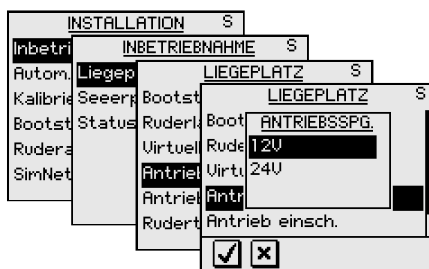 INSTALLATION S
Inbetri
Autom.
Kalibrie
Bootst
Rudera
SimNet
INBETRIEBNAHME S
Liegep
Seeerp
Status
LIEGEPLATZ S
Bootst
Ruderla
Virtuell
Antrieb
Antrieb
Rudert
LIEGEPLATZ S
Boot
Rude
Virtu
Antr
Antrieb einsch.
ANTRIEBSSPG.
12V
24V